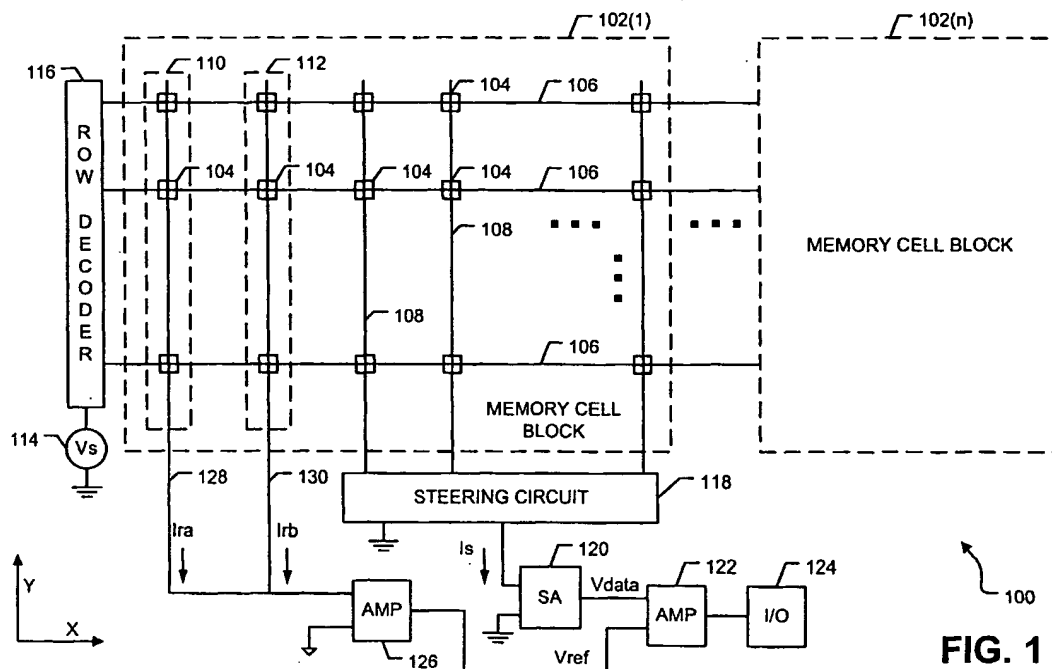 102(1)
102(n)
116
110
112
104
106
ROW DECODER
104
104
104
104
106
108
MEMORY CELL BLOCK
108
106
MEMORY CELL
BLOCK
114
Vs
128
130
STEERING CIRCUIT
118
Ira
Irb
Is
120
122
124
Y
SA
Vdata
AMP
I/O
100
X
AMP
126
Vref
FIG. 1